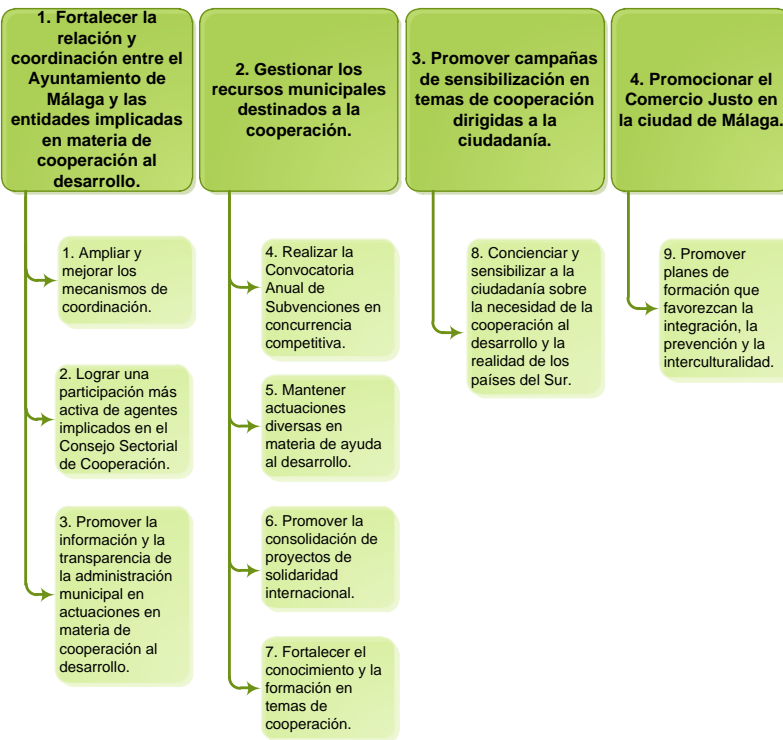 1. Fortalecer la
relación y
coordinación entre el
Ayuntamiento de
Málaga y las
entidades implicadas
en materia de
cooperación al
desarrollo.
1. Ampliar y
mejorar los
mecanismos de
coordinación.
2. Lograr una
participación más
activa de agentes
implicados en el
Consejo Sectorial
de Cooperación.
3. Promover la
información y la
transparencia de
la administración
municipal en
actuaciones en
materia de
cooperación al
desarrollo.
2. Gestionar los
recursos municipales
destinados a la
cooperación.
4. Realizar la
Convocatoria
Anual de
Subvenciones en
concurrencia
competitiva.
5. Mantener
actuaciones
diversas en
materia de ayuda
al desarrollo.
6. Promover la
consolidación de
proyectos de
solidaridad
internacional.
7. Fortalecer el
conocimiento y la
formación en
temas de
cooperación.
3. Promover campañas
de sensibilización en
temas de cooperación
dirigidas a la
ciudadanía.
8. Concienciar y
sensibilizar a la
ciudadanía sobre
la necesidad de la
cooperación al
desarrollo y la
realidad de los
países del Sur.
4. Promocionar el
Comercio Justo en
la ciudad de Málaga.
9. Promover
planes de
formación que
favorezcan la
integración, la
prevención y la
interculturalidad.